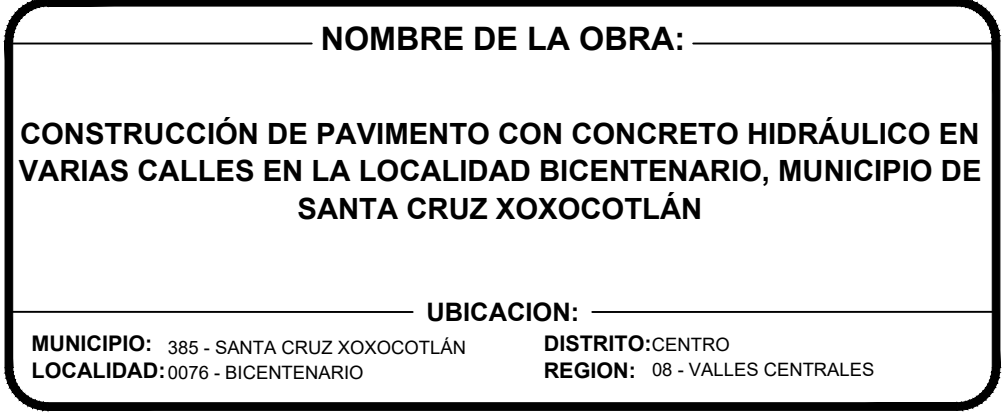 NOMBRE DE LA OBRA:
CONSTRUCCIÓN DE PAVIMENTO CON CONCRETO HIDRÁULICO EN
VARIAS CALLES EN LA LOCALIDAD BICENTENARIO, MUNICIPIO DE
SANTA CRUZ XOXOCOTLÁN
UBICACION:
MUNICIPIO: 385 - SANTA CRUZ XOXOCOTLÁN DISTRITO:CENTRO
LOCALIDAD:0076 - BICENTENARIO REGION: 08 - VALLES CENTRALES